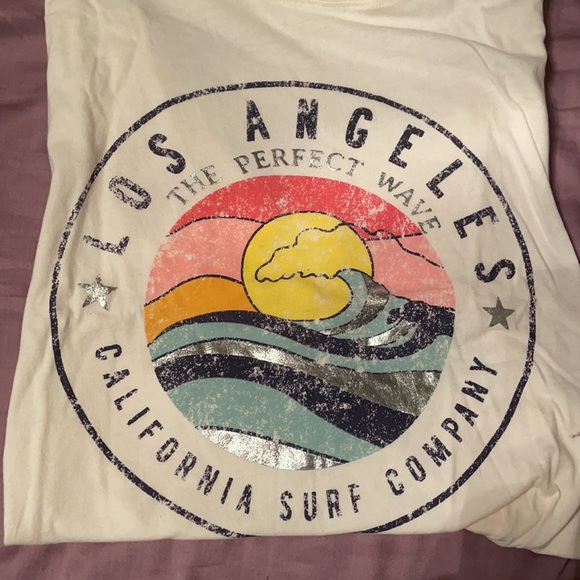 LOS ANGELES
THE PERFECT WAVE
CALIFORNIA SURF COMPANY